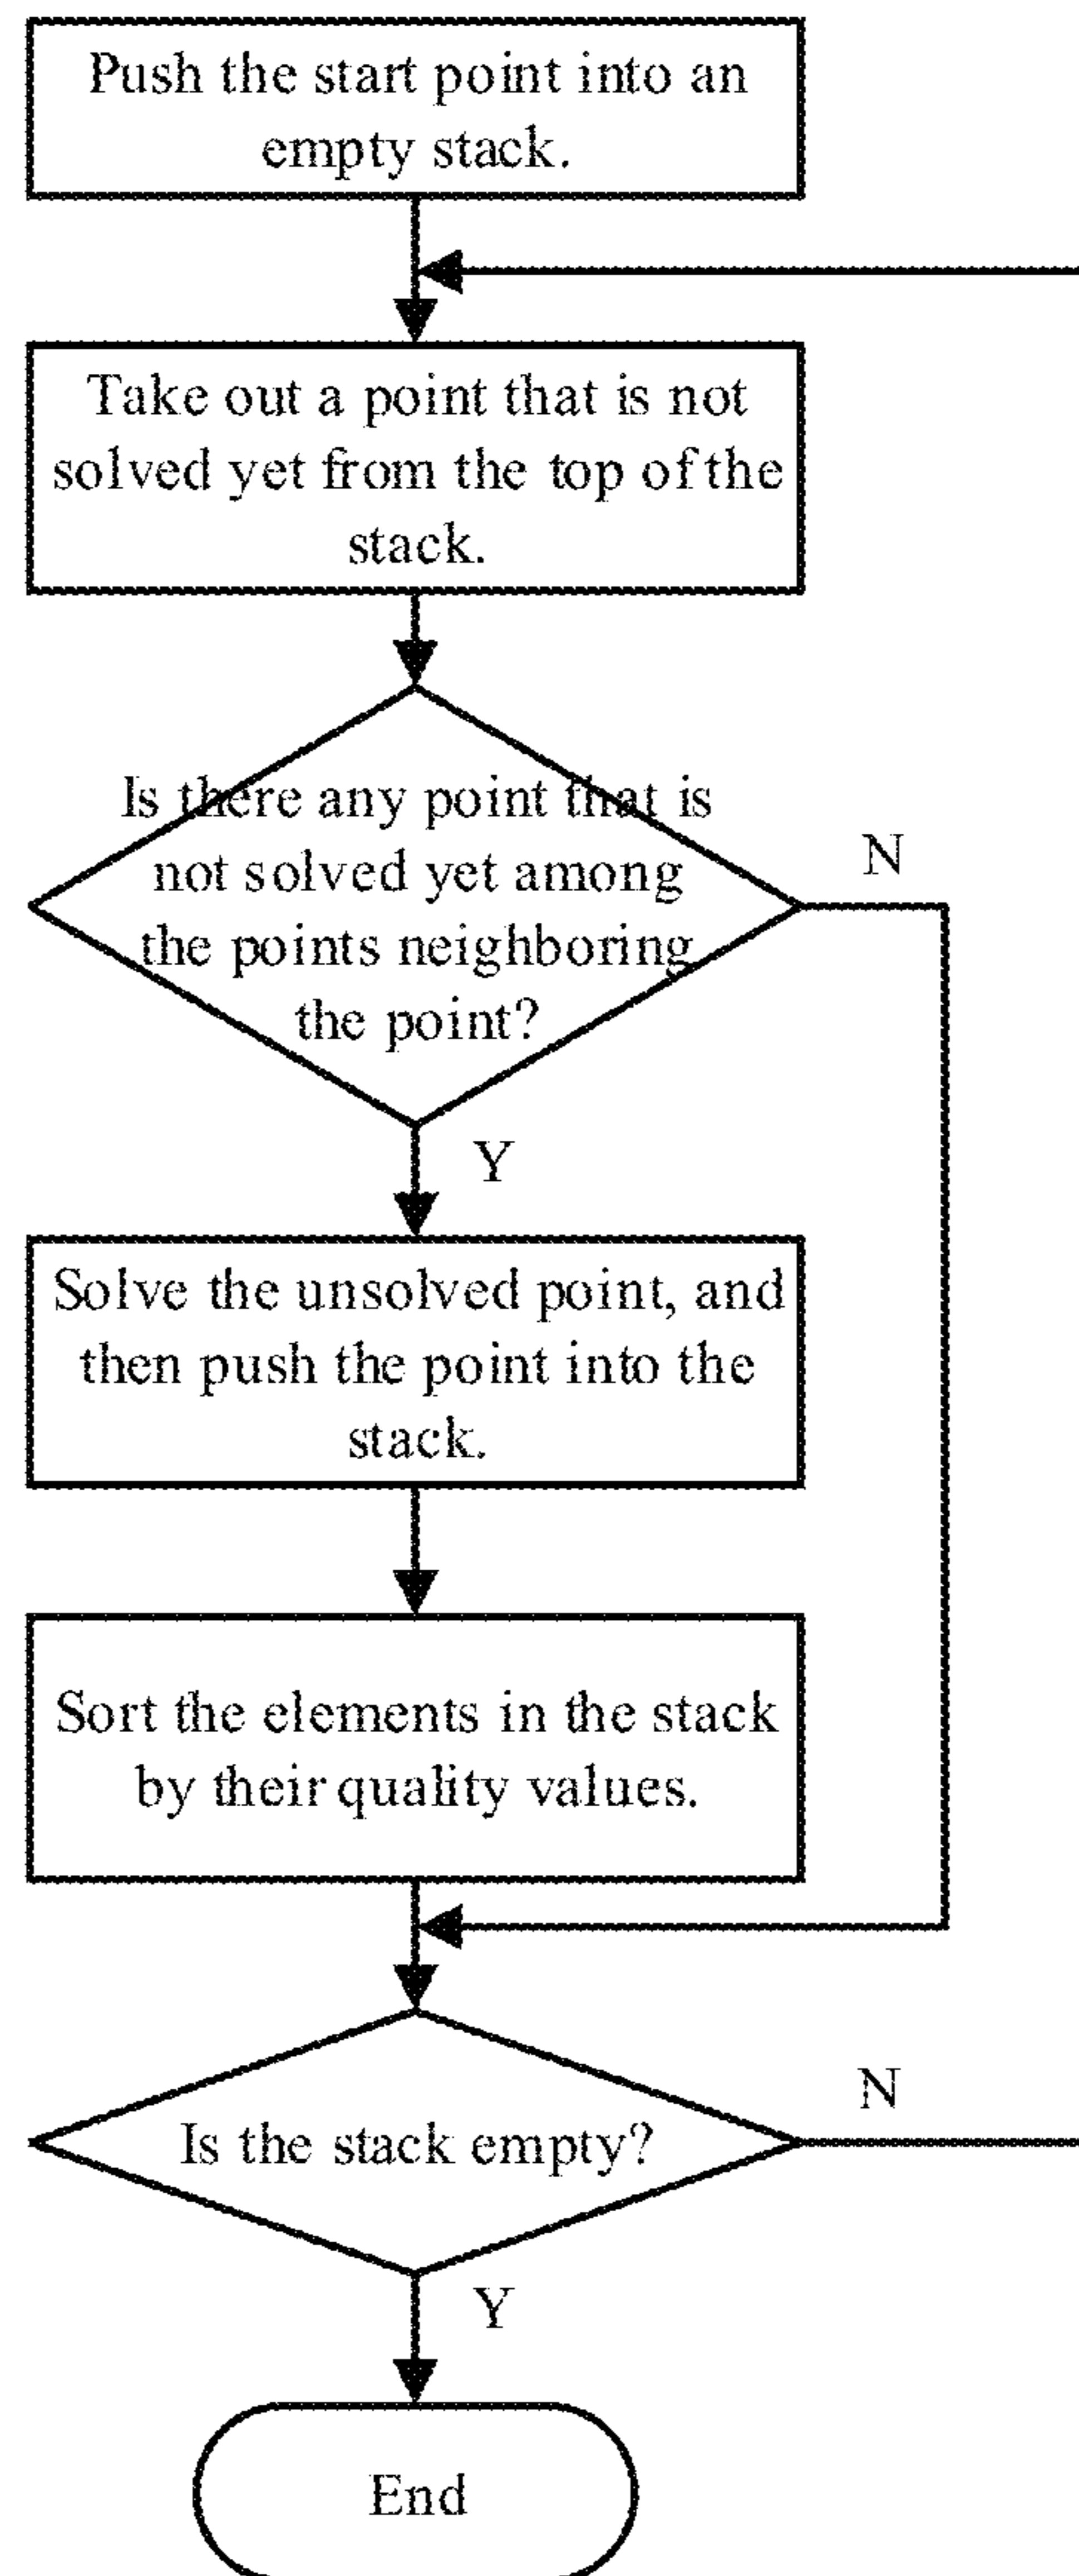 Push the start point into an
empty stack.
Take out a point that is not
solved yet from the top of the
stack.
Is there any point that is
not solved yet among
the points neighboring
the point?
N
Y
Solve the unsolved point, and
then push the point into the
stack.
Sort the elements in the stack
by their quality values.
N
Is the stack empty?
Y
End